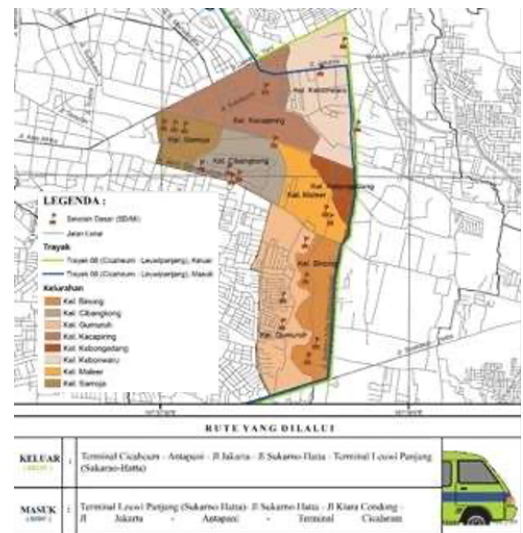 Kel. Kebonwaru
Kel. Kacapiring
Kel. Samoja
Kel. Cibangkong
Kel. Maleer
Kel. Binong
Kel. Gumuruh
LEGENDA :
Sekolah Dasar (SD/MI)
Jalan Lokal
Trayek
Trayek 08 (Cicaheum - Leuwipanjang), Keluar
Trayek 08 (Cicaheum - Leuwipanjang), Masuk
Kelurahan
Kel. Binong
Kel. Cibangkong
Kel. Gumuruh
Kel. Kacapiring
Kel. Kebongedang
Kel. Kebonwaru
Kel. Maleer
Kel. Samoja
RUTE YANG DILALUI
KELUAR : Terminal Cicaheum - Antapani - Jl Jakarta - Jl Sukarno-Hatta - Terminal Leuwi Panjang
(Sukarno-Hatta)
MASUK : Terminal Leuwi Panjang (Sukarno-Hatta)- Jl Sukarno-Hatta - Jl Kiara Condong -
Jl Jakarta - Antapani - Terminal Cicaheum